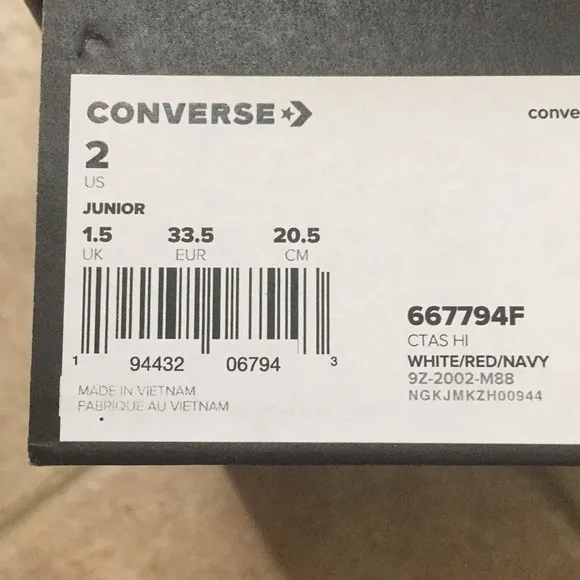 CONVERSE
conve
2
US
JUNIOR
1.5 33.5 20.5
UK EUR CM
1 94432 06794 3
667794F
CTAS HI
WHITE/RED/NAVY
9Z-2002-M88
NGKJMKZH00944
MADE IN VIETNAM
FABRIQUE AU VIETNAM